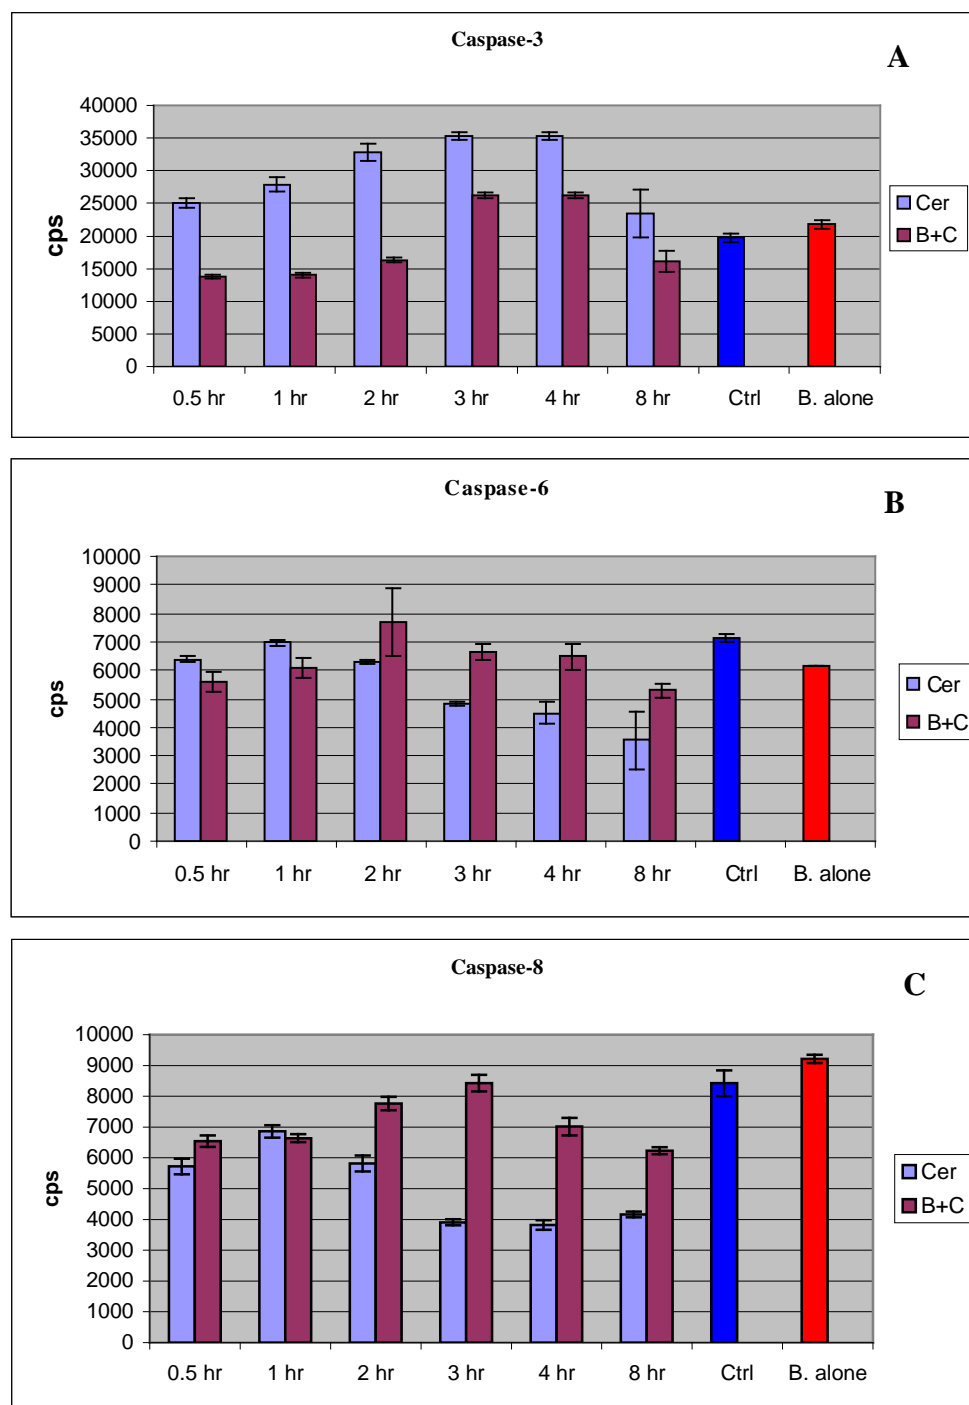 Caspase-3
A
40000
35000
30000
25000
20000
15000
10000
5000
0
cps
0.5 hr 1 hr 2 hr 3 hr 4 hr 8 hr Ctrl B. alone
Cer
B+C
Caspase-6
B
10000
9000
8000
7000
6000
5000
4000
3000
2000
1000
0
cps
0.5 hr 1 hr 2 hr 3 hr 4 hr 8 hr Ctrl B. alone
Cer
B+C
Caspase-8
C
10000
9000
8000
7000
6000
5000
4000
3000
2000
1000
0
cps
0.5 hr 1 hr 2 hr 3 hr 4 hr 8 hr Ctrl B. alone
Cer
B+C